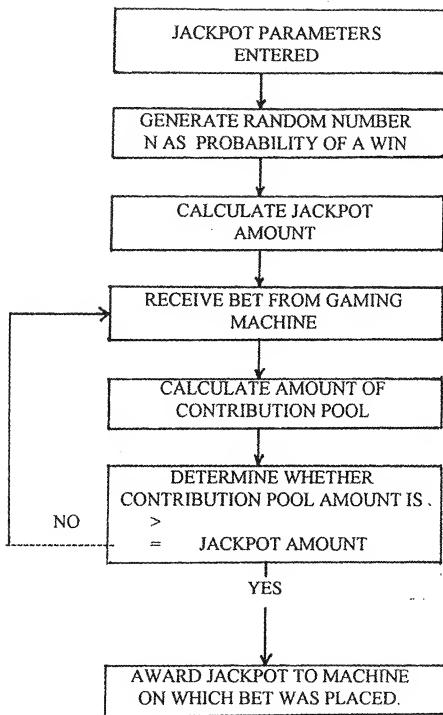 JACKPOT PARAMETERS
ENTERED
GENERATE RANDOM NUMBER
N AS PROBABILITY OF A WIN
CALCULATE JACKPOT
AMOUNT
RECEIVE BET FROM GAMING
MACHINE
CALCULATE AMOUNT OF
CONTRIBUTION POOL
DETERMINE WHETHER
CONTRIBUTION POOL AMOUNT IS
NO >
= JACKPOT AMOUNT
YES
AWARD JACKPOT TO MACHINE
ON WHICH BET WAS PLACED.